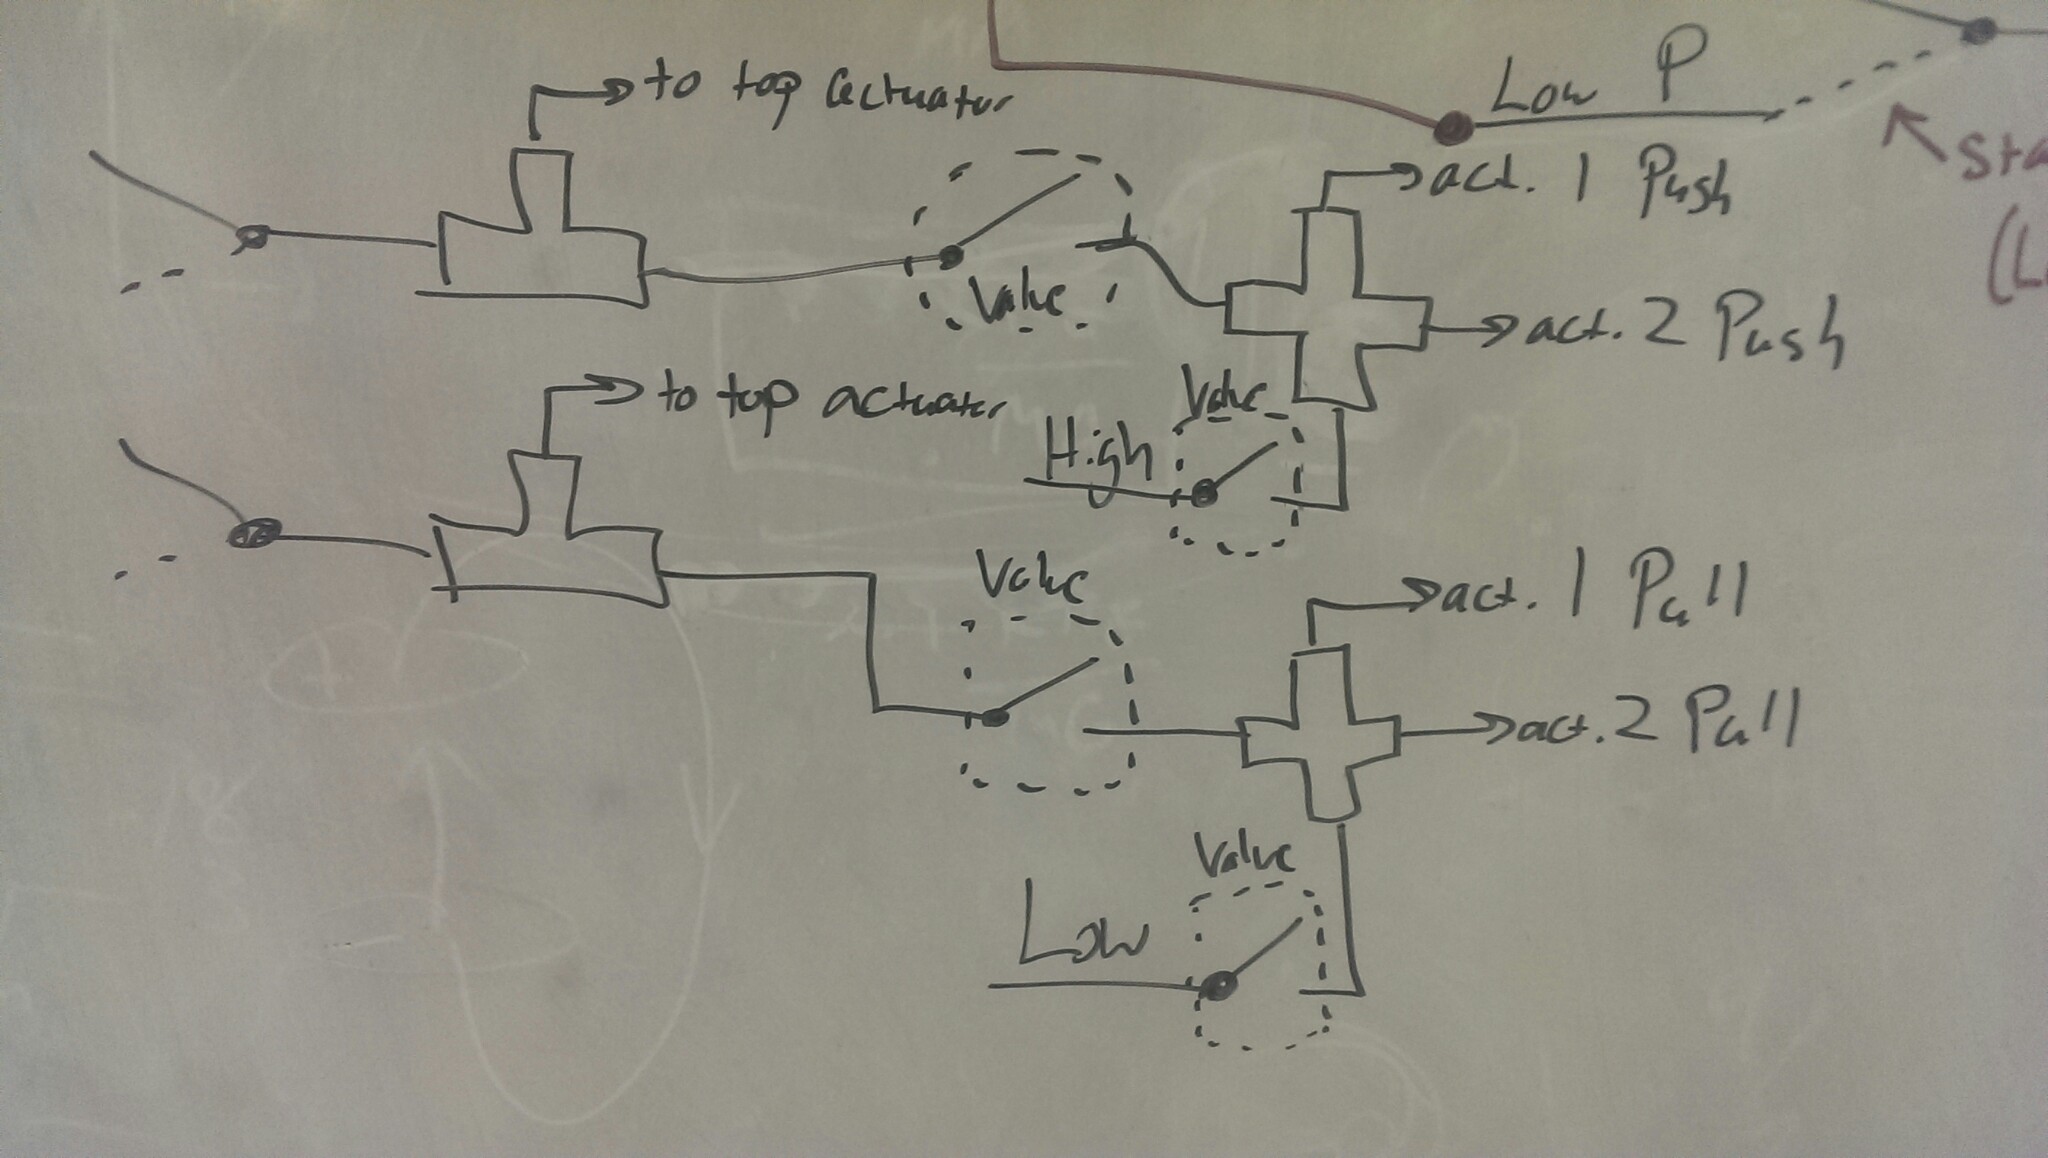 to top actuator
Low P
act. 1 Push
Sta
(L
Valve
act. 2 Push
to top actuator
Valve
High
Valve
act. 1 Pull
act. 2 Pull
Valve
Low